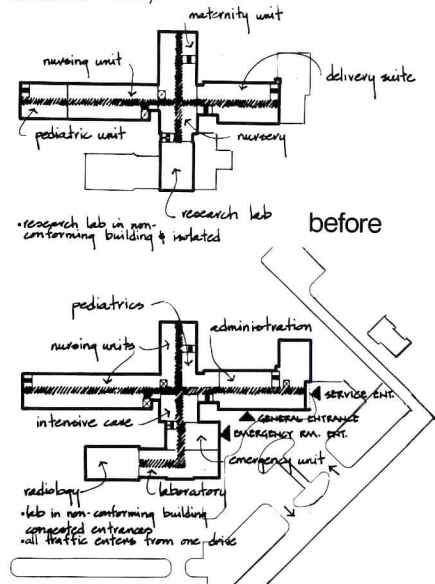 maternity unit
nursing unit
delivery suite
pediatric unit
nursery
research lab
•research lab in non-
conforming building & isolated
before
pediatrics
nursing units
administration
SERVICE ENT.
GENERAL ENTRANCE
intensive care
EMERGENCY RM. ENT.
emergency unit
radiology
laboratory
•lab in non-conforming building
congested entrances
•all traffic enters from one drive